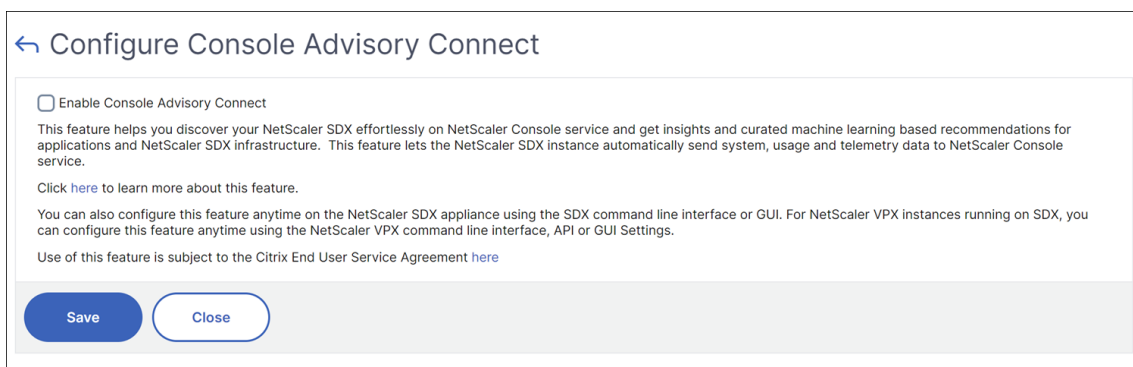 Configure Console Advisory Connect
Enable Console Advisory Connect
This feature helps you discover your NetScaler SDX effortlessly on NetScaler Console service and get insights and curated machine learning based recommendations for
applications and NetScaler SDX infrastructure.  This feature lets the NetScaler SDX instance automatically send system, usage and telemetry data to NetScaler Console
service.
Click here to learn more about this feature.
You can also configure this feature anytime on the NetScaler SDX appliance using the SDX command line interface or GUI. For NetScaler VPX instances running on SDX, you
can configure this feature anytime using the NetScaler VPX command line interface, API or GUI Settings.
Use of this feature is subject to the Citrix End User Service Agreement here
Save Close